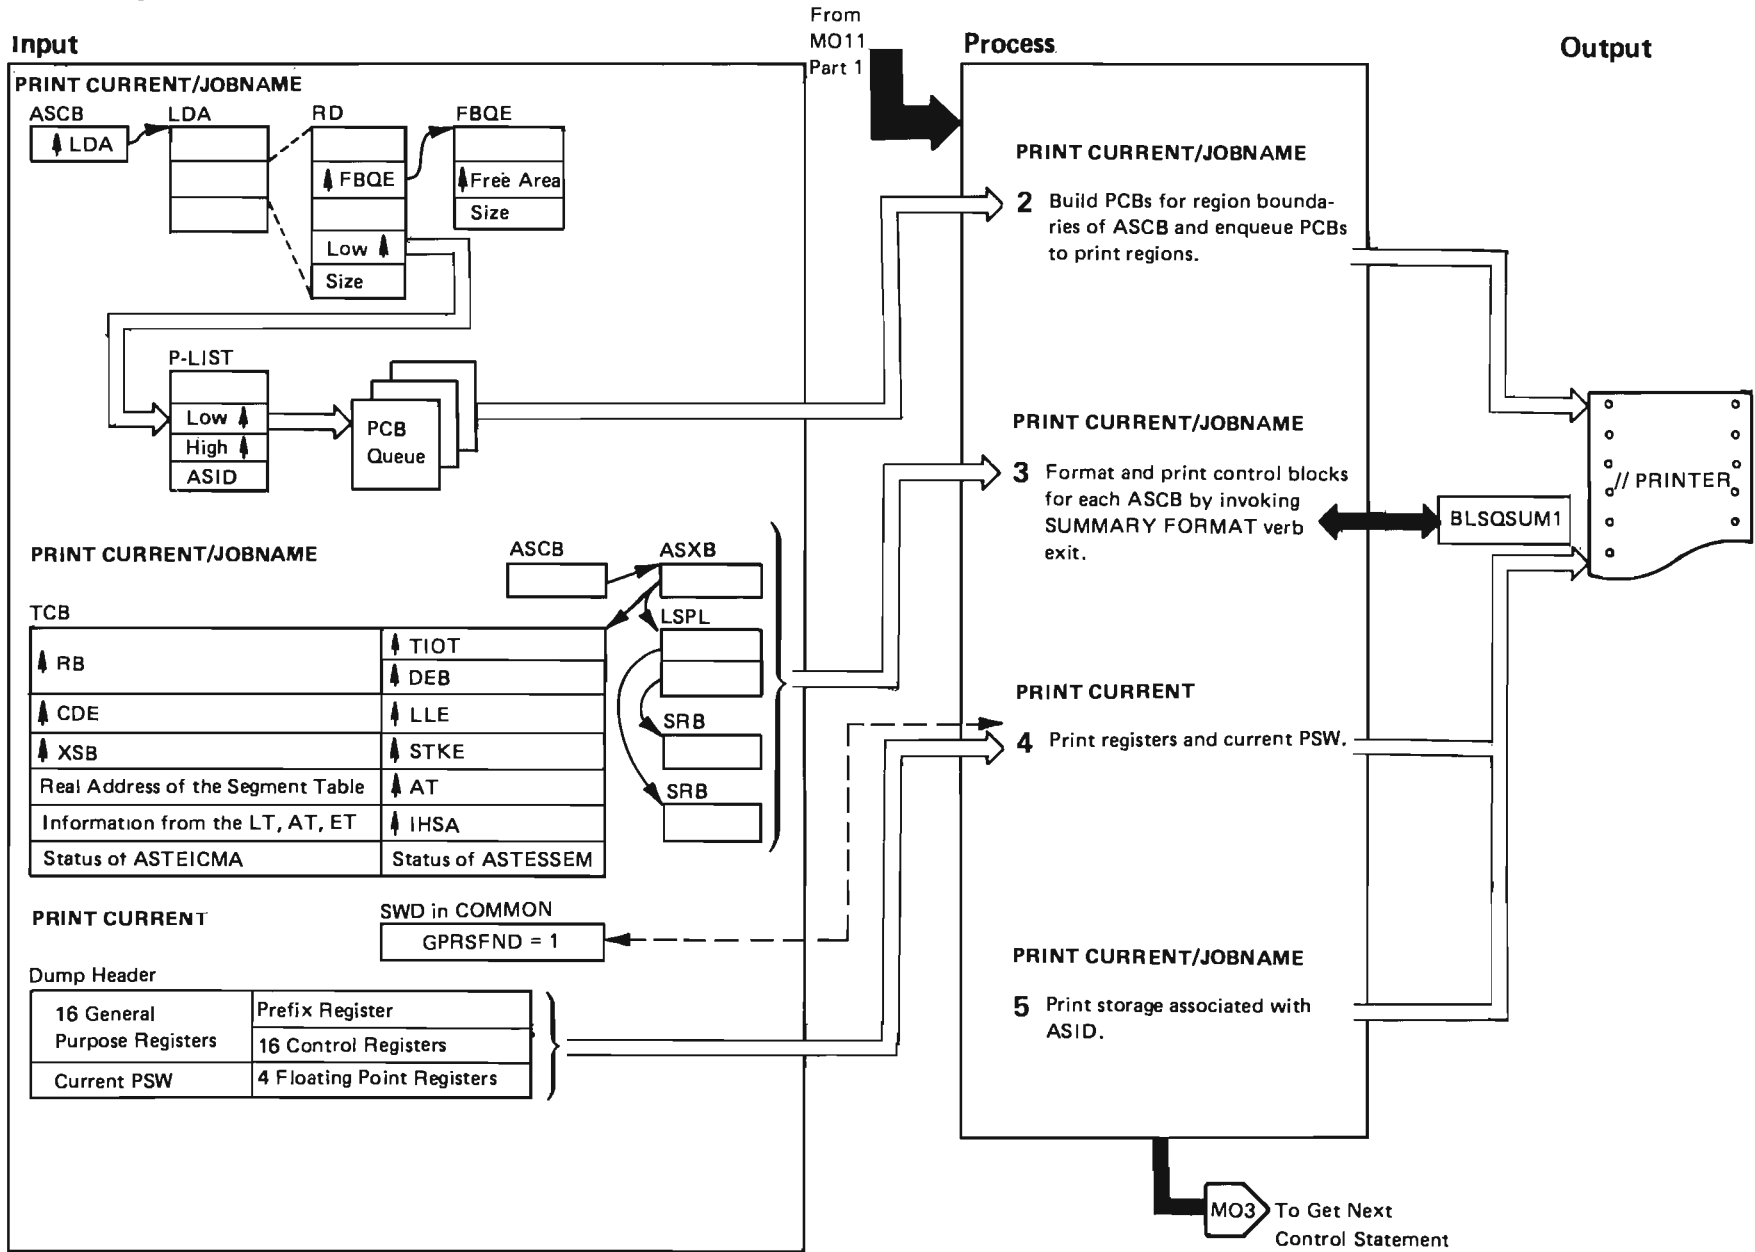 From
MO11
Part 1
Input
Process
Output
PRINT CURRENT/JOBNAME
ASCB
LDA
RD
FBQE
LDA
FBQE
Free Area
Size
Low
Size
P-LIST
Low
High
ASID
PCB
Queue
PRINT CURRENT/JOBNAME
ASCB
ASXB
TCB
LSPL
RB
TIOT
DEB
CDE
LLE
SRB
XSB
STKE
Real Address of the Segment Table
AT
SRB
Information from the LT, AT, ET
IHSA
Status of ASTEICMA
Status of ASTESSEM
PRINT CURRENT
SWD in COMMON
GPRSFND = 1
Dump Header
16 General
Purpose Registers
Prefix Register
16 Control Registers
Current PSW
4 Floating Point Registers
PRINT CURRENT/JOBNAME
2 Build PCBs for region bounda-
ries of ASCB and enqueue PCBs
to print regions.
PRINT CURRENT/JOBNAME
3 Format and print control blocks
for each ASCB by invoking
SUMMARY FORMAT verb
exit.
BLSQSUM1
// PRINTER
PRINT CURRENT
4 Print registers and current PSW.
PRINT CURRENT/JOBNAME
5 Print storage associated with
ASID.
MO3
To Get Next
Control Statement